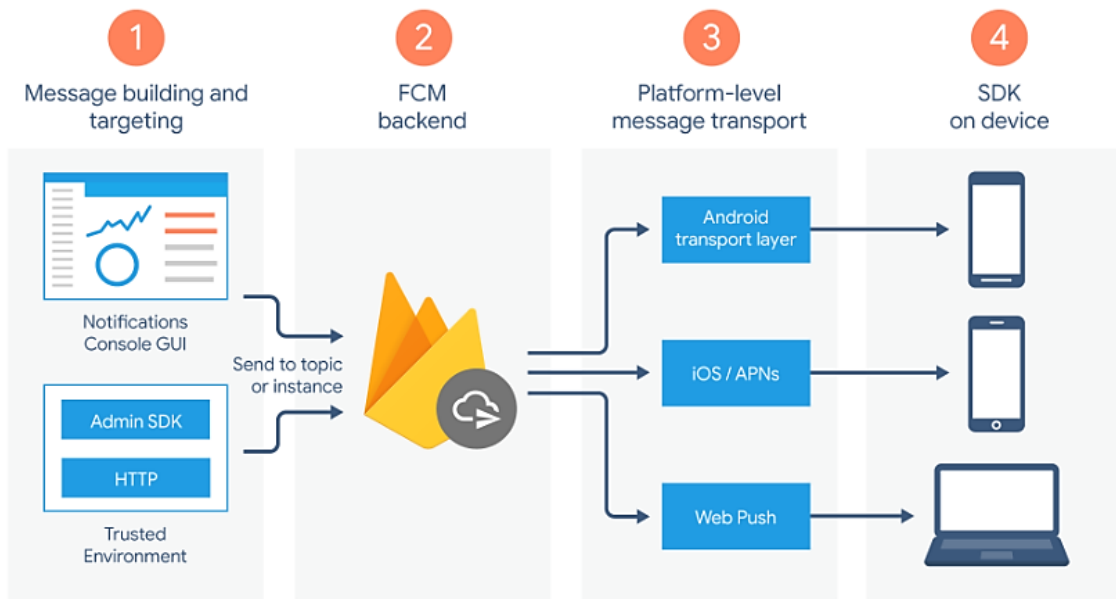 1
Message building and
targeting
2
FCM
backend
3
Platform-level
message transport
4
SDK
on device
Notifications
Console GUI
Send to topic
or instance
Admin SDK
HTTP
Trusted
Environment
Android
transport layer
iOS / APNs
Web Push